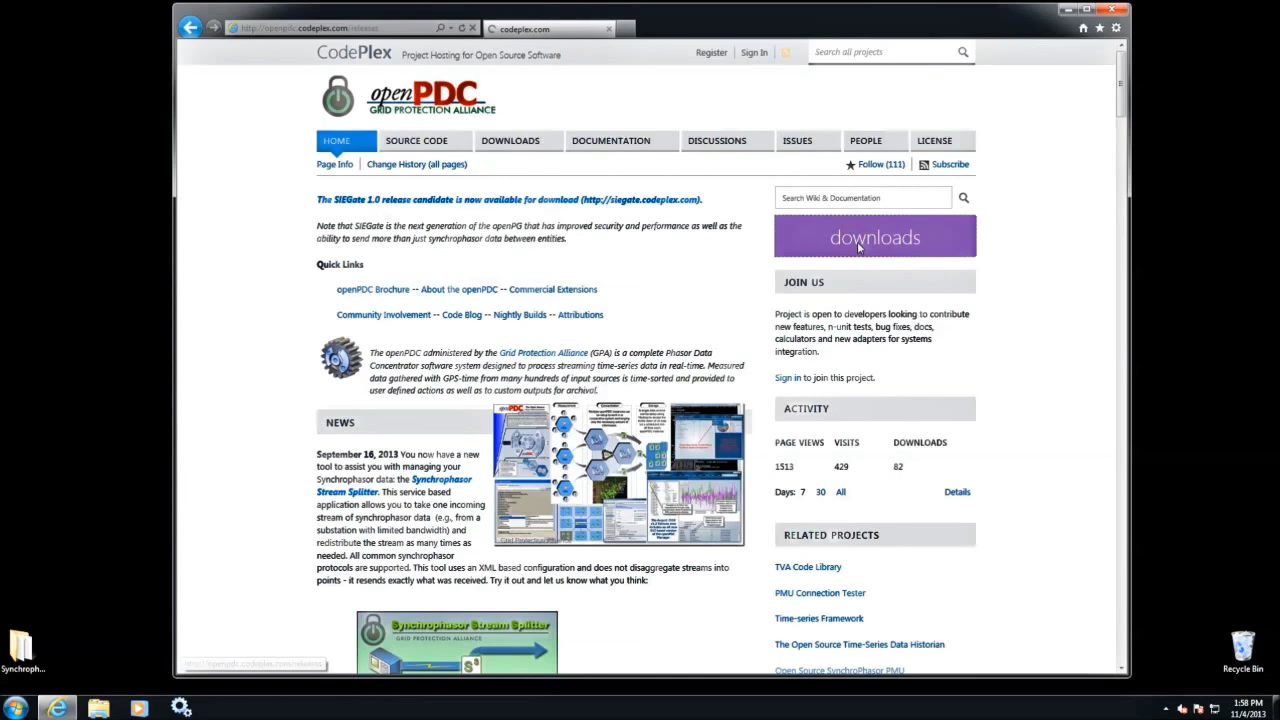 http://openpdc.codeplex.com/releases
codeplex.com
CodePlex Project Hosting for Open Source Software
Register Sign In
Search all projects
openPDC
GRID PROTECTION ALLIANCE
HOME SOURCE CODE DOWNLOADS DOCUMENTATION DISCUSSIONS ISSUES PEOPLE LICENSE
Page Info Change History (all pages)
Follow (111) Subscribe
The SIEGate 1.0 release candidate is now available for download (http://siegate.codeplex.com).
Note that SIEGate is the next generation of the openPG that has improved security and performance as well as the
ability to send more than just synchrophasor data between entities.
Quick Links
openPDC Brochure -- About the openPDC -- Commercial Extensions
Community Involvement -- Code Blog -- Nightly Builds -- Attributions
The openPDC administered by the Grid Protection Alliance (GPA) is a complete Phasor Data
Concentrator software system designed to process streaming time-series data in real-time. Measured
data gathered with GPS-time from many hundreds of input sources is time-sorted and provided to
user defined actions as well as to custom outputs for archival.
NEWS
September 16, 2013 You now have a new
tool to assist you with managing your
Synchrophasor data: the Synchrophasor
Stream Splitter. This service based
application allows you to take one incoming
stream of synchrophasor data (e.g., from a
substation with limited bandwidth) and
redistribute the stream as many times as
needed. All common synchrophasor
protocols are supported. This tool uses an XML based configuration and does not disaggregate streams into
points - it resends exactly what was received. Try it out and let us know what you think:
Synchrophasor Stream Splitter
GRID PROTECTION ALLIANCE
S³
Search Wiki & Documentation
downloads
JOIN US
Project is open to developers looking to contribute
new features, n-unit tests, bug fixes, docs,
calculators and new adapters for systems
integration.
Sign in to join this project.
ACTIVITY
PAGE VIEWS VISITS DOWNLOADS
1513 429 82
Days: 7 30 All Details
RELATED PROJECTS
TVA Code Library
PMU Connection Tester
Time-series Framework
The Open Source Time-Series Data Historian
Open Source SynchroPhasor PMU
http://openpdc.codeplex.com/releases
Synchroph...
Recycle Bin
1:58 PM
11/4/2013